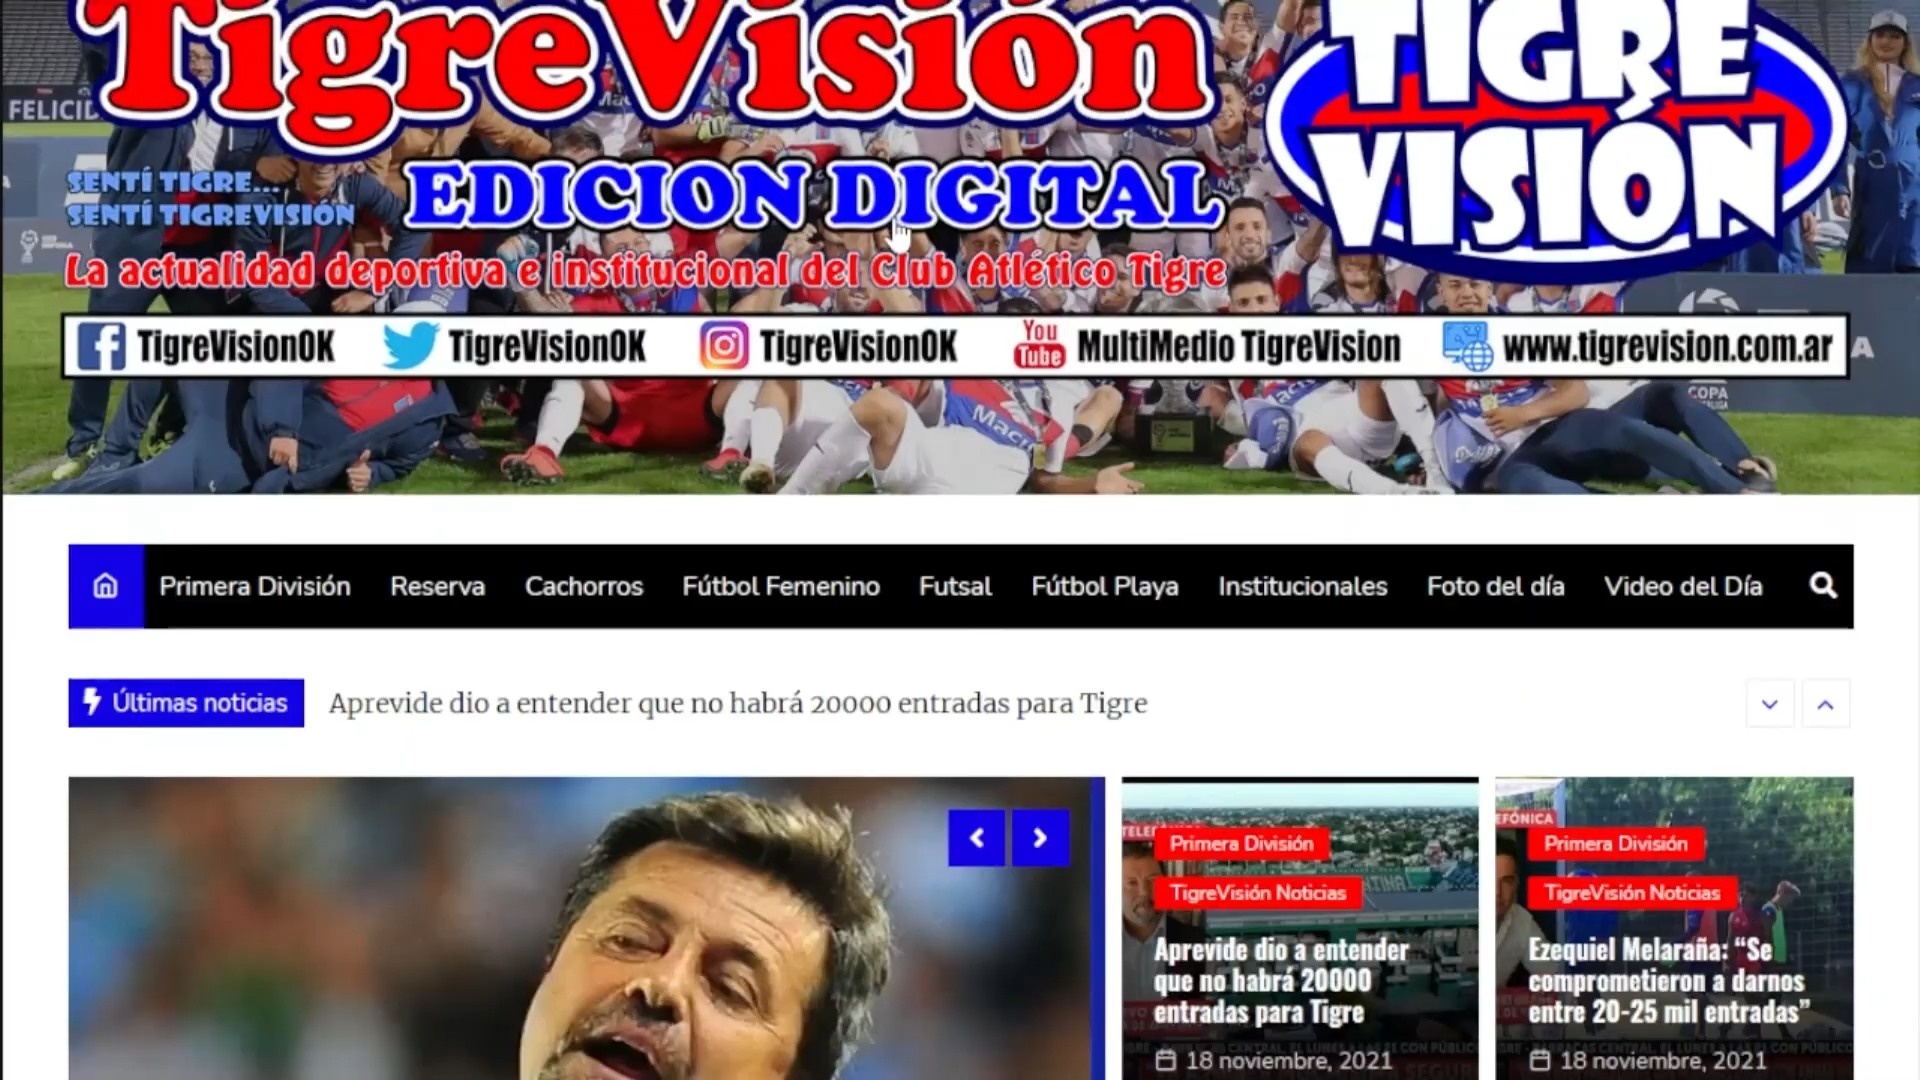 TigreVisión
TIGRE
VISIÓN
SENTÍ TIGRE...
SENTÍ TIGREVISIÓN
EDICION DIGITAL
La actualidad deportiva e institucional del Club Atlético Tigre
TigreVisionOK TigreVisionOK TigreVisionOK You Tube MultiMedio TigreVision www.tigrevision.com.ar
COPA
Primera División Reserva Cachorros Fútbol Femenino Futsal Fútbol Playa Institucionales Foto del día Video del Día
Últimas noticias Aprevide dio a entender que no habrá 20000 entradas para Tigre
Primera División
TigreVisión Noticias
Aprevide dio a entender
que no habrá 20000
entradas para Tigre
18 noviembre, 2021
EFÓNICA
Primera División
TigreVisión Noticias
Ezequiel Melaraña: “Se
comprometieron a darnos
entre 20-25 mil entradas”
18 noviembre, 2021